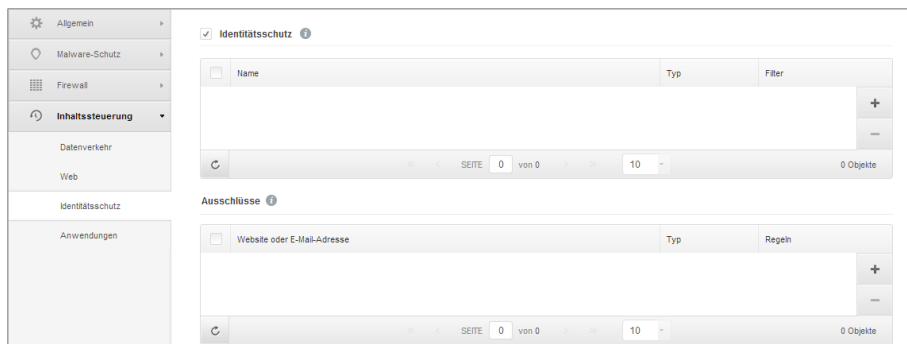 Allgemein
Malware-Schutz
Firewall
Inhaltssteuerung
Datenverkehr
Web
Identitätsschutz
Anwendungen
Identitätsschutz
Name Typ Filter
SEITE 0 von 0 10 0 Objekte
Ausschlüsse
Website oder E-Mail-Adresse Typ Regeln
SEITE 0 von 0 10 0 Objekte